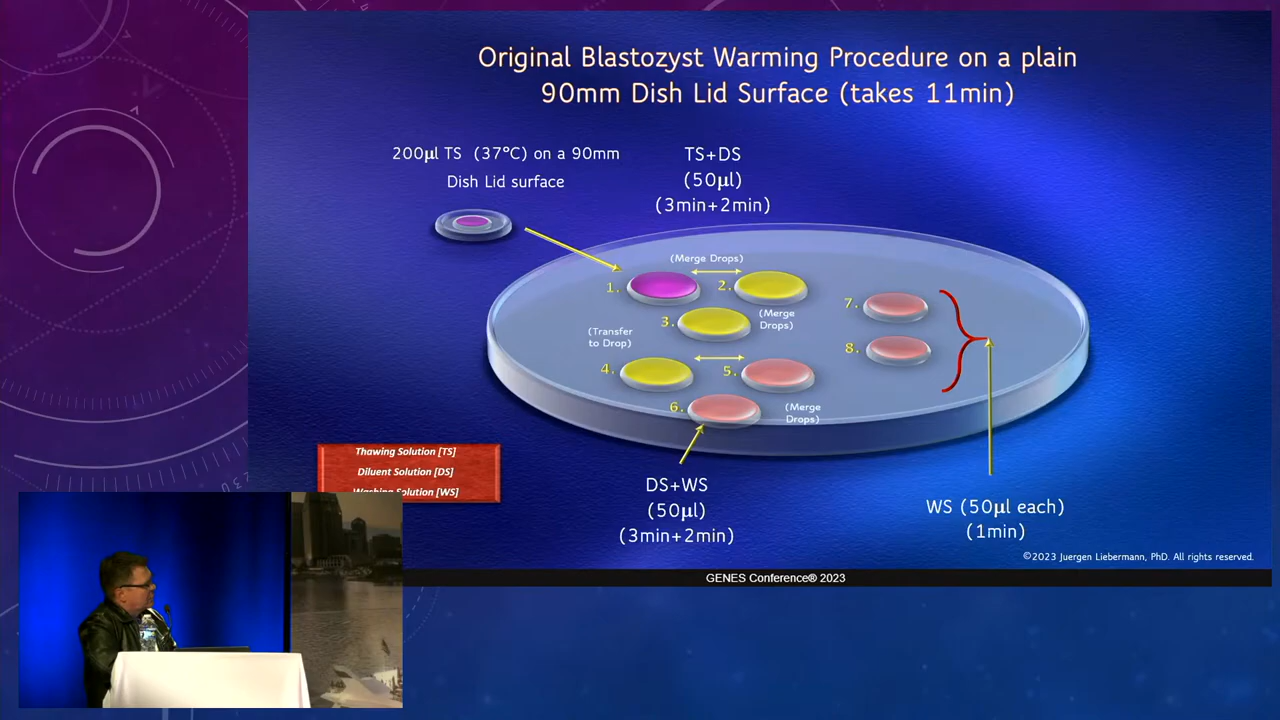 Original Blastozyst Warming Procedure on a plain
90mm Dish Lid Surface (takes 11min)
200μl TS (37°C) on a 90mm
Dish Lid surface
TS+DS
(50μl)
(3min+2min)
(Merge Drops)
1.
2.
3.
(Merge
Drops)
(Transfer
to Drop)
4.
5.
6.
(Merge
Drops)
7.
8.
Thawing Solution [TS]
Diluent Solution [DS]
Washing Solution [WS]
DS+WS
(50μl)
(3min+2min)
WS (50μl each)
(1min)
©2023 Juergen Liebermann, PhD. All rights reserved.
GENES Conference® 2023